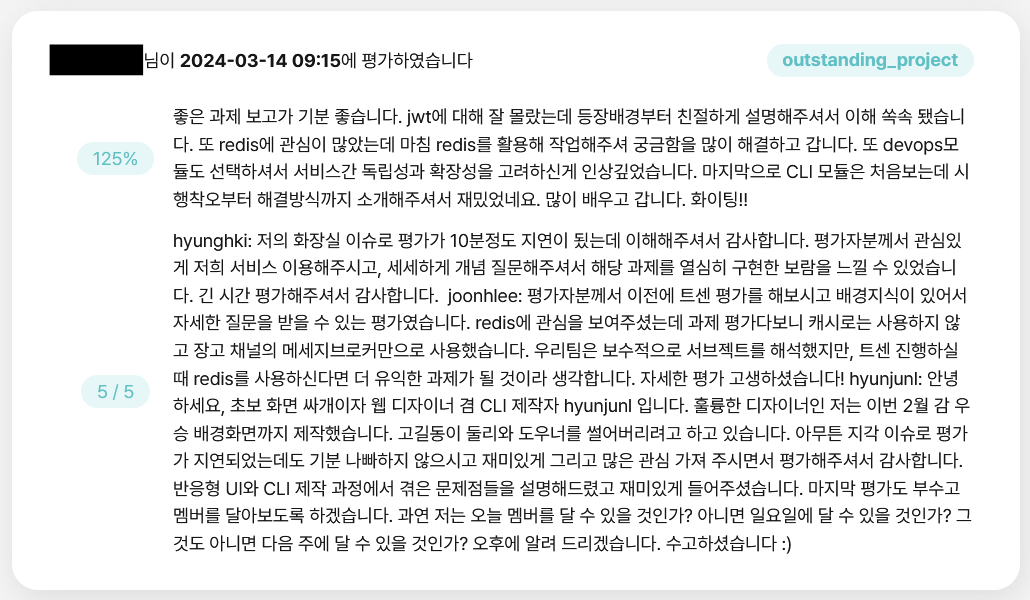 님이 2024-03-14 09:15에 평가하였습니다
outstanding_project
125%
좋은 과제 보고가 기분 좋습니다. jwt에 대해 잘 몰랐는데 등장배경부터 친절하게 설명해주셔서 이해 쏙속 됐습니
다. 또 redis에 관심이 많았는데 마침 redis를 활용해 작업해주셔 궁금함을 많이 해결하고 갑니다. 또 devops모
듈도 선택하셔서 서비스간 독립성과 확장성을 고려하신게 인상깊었습니다. 마지막으로 CLI 모듈은 처음보는데 시
행착오부터 해결방식까지 소개해주셔서 재밌었네요. 많이 배우고 갑니다. 화이팅!!
5 / 5
hyunghki: 저의 화장실 이슈로 평가가 10분정도 지연이 됬는데 이해해주셔서 감사합니다. 평가자분께서 관심있
게 저희 서비스 이용해주시고, 세세하게 개념 질문해주셔서 해당 과제를 열심히 구현한 보람을 느낄 수 있었습니
다. 긴 시간 평가해주셔서 감사합니다. joonhlee: 평가자분께서 이전에 트센 평가를 해보시고 배경지식이 있어서
자세한 질문을 받을 수 있는 평가였습니다. redis에 관심을 보여주셨는데 과제 평가다보니 캐시로는 사용하지 않
고 장고 채널의 메세지브로커만으로 사용했습니다. 우리팀은 보수적으로 서브젝트를 해석했지만, 트센 진행하실
때 redis를 사용하신다면 더 유익한 과제가 될 것이라 생각합니다. 자세한 평가 고생하셨습니다! hyunjunl: 안녕
하세요, 초보 화면 싸개이자 웹 디자이너 겸 CLI 제작자 hyunjunl 입니다. 훌륭한 디자이너인 저는 이번 2월 감 우
승 배경화면까지 제작했습니다. 고길동이 둘리와 도우너를 썰어버리려고 하고 있습니다. 아무튼 지각 이슈로 평가
가 지연되었는데도 기분 나빠하지 않으시고 재미있게 그리고 많은 관심 가져 주시면서 평가해주셔서 감사합니다.
반응형 UI와 CLI 제작 과정에서 겪은 문제점들을 설명해드렸고 재미있게 들어주셨습니다. 마지막 평가도 부수고
멤버를 달아보도록 하겠습니다. 과연 저는 오늘 멤버를 달 수 있을 것인가? 아니면 일요일에 달 수 있을 것인가? 그
것도 아니면 다음 주에 달 수 있을 것인가? 오후에 알려 드리겠습니다. 수고하셨습니다 :)